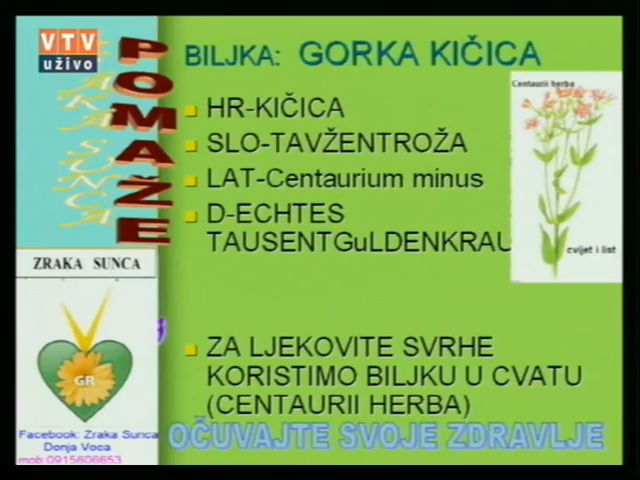 VTV
uživo
POMAŽE
BILJKA: GORKA KIČICA
HR-KIČICA
SLO-TAVŽENTROŽA
LAT-Centaurium minus
D-ECHTES
TAUSENTGuLDENKRAU
Centaurii herba
cvijet i list
ZRAKA SUNCA
GR
ZA LJEKOVITE SVRHE
KORISTIMO BILJKU U CVATU
(CENTAURII HERBA)
OČUVAJTE SVOJE ZDRAVLJE
Facebook: Zraka Sunca
Donja Voca
mob:0915606653